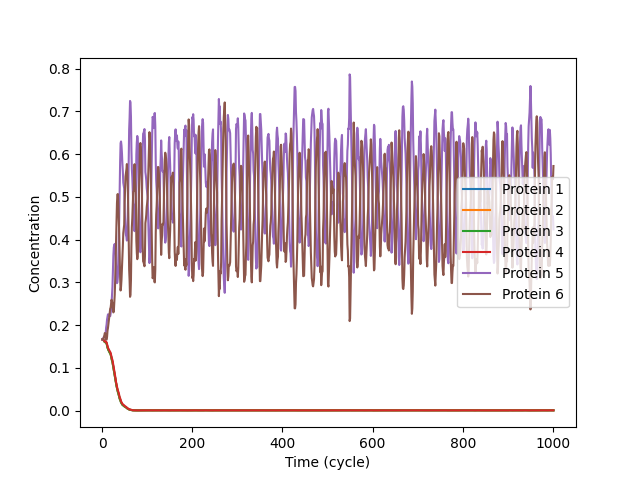 0.8
0.7
0.6
0.5
0.4
0.3
0.2
0.1
0.0
Concentration
Protein 1
Protein 2
Protein 3
Protein 4
Protein 5
Protein 6
0 200 400 600 800 1000
Time (cycle)